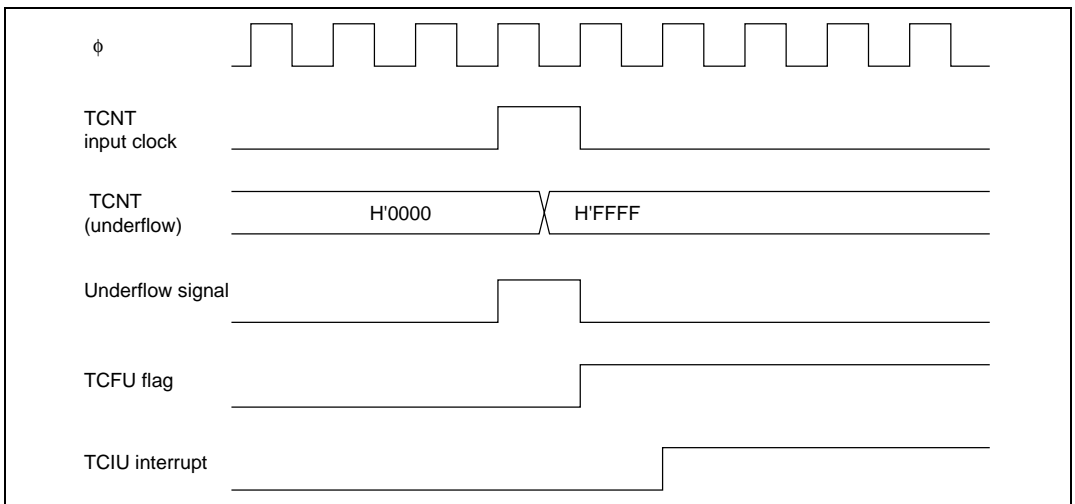 φ
TCNT
input clock
TCNT
(underflow)
H'0000
H'FFFF
Underflow signal
TCFU flag
TCIU interrupt